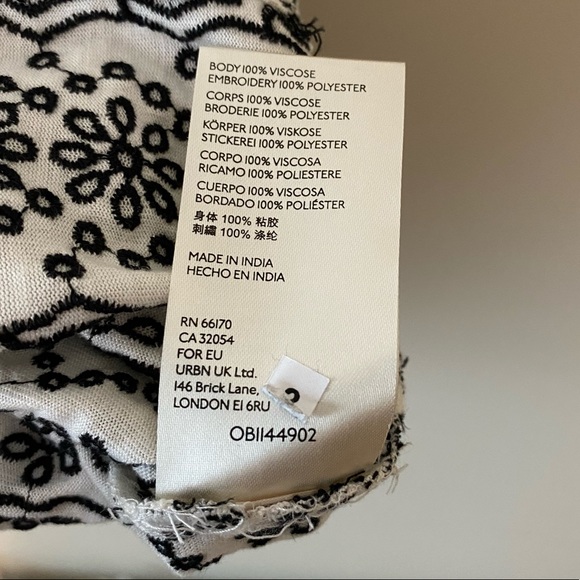 BODY 100% VISCOSE
EMBROIDERY 100% POLYESTER
CORPS 100% VISCOSE
BRODERIE 100% POLYESTER
KÖRPER 100% VISKOSE
STICKEREI 100% POLYESTER
CORPO 100% VISCOSA
RICAMO 100% POLIESTERE
CUERPO 100% VISCOSA
BORDADO 100% POLIÉSTER
身体 100% 粘胶
刺繡 100% 涤纶
MADE IN INDIA
HECHO EN INDIA
RN 66170
CA 32054
FOR EU
URBN UK Ltd.
146 Brick Lane,
LONDON E1 6RU
OB1144902